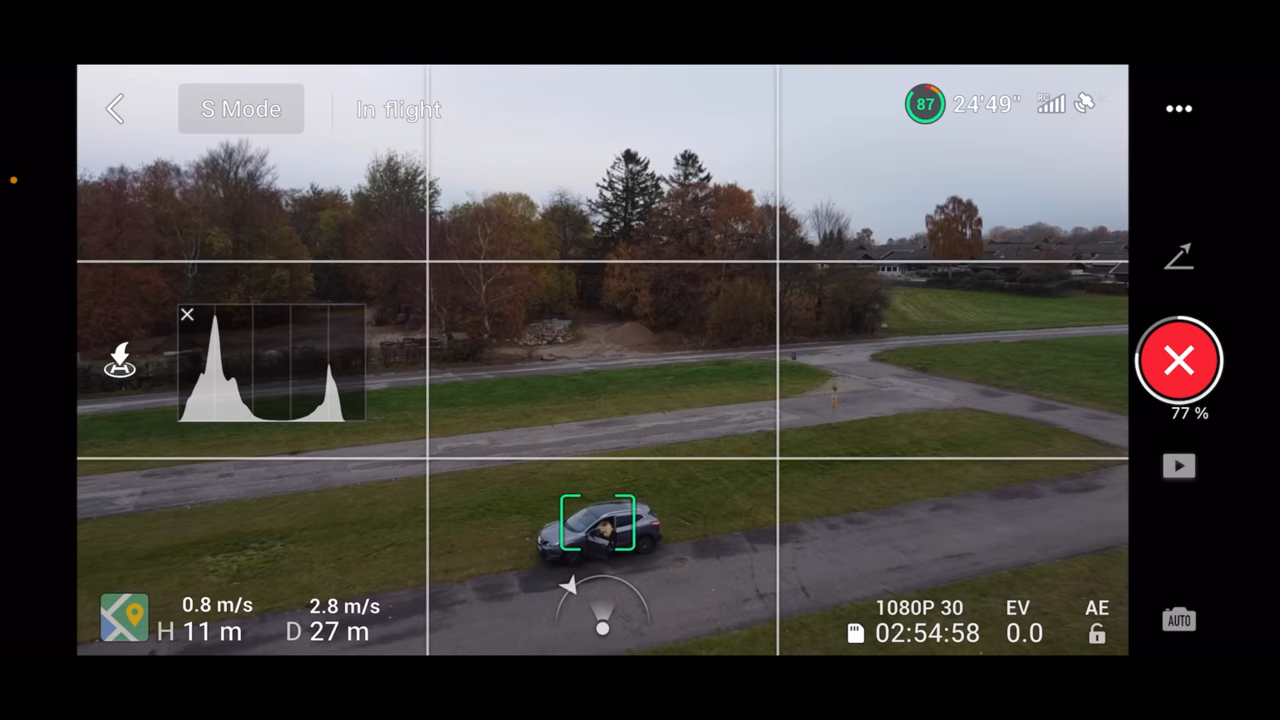 S Mode
In flight
87
24'49"
RC
77 %
0.8 m/s
2.8 m/s
H 11 m
D 27 m
1080P 30
EV
AE
02:54:58
0.0
AUTO